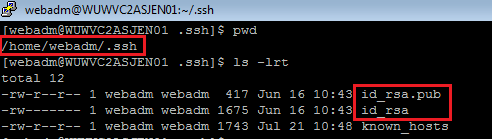 webadm@WUWVC2ASJEN01:~/.ssh
[webadm@WUWVC2ASJEN01 .ssh]$ pwd
/home/webadm/.ssh
[webadm@WUWVC2ASJEN01 .ssh]$ ls -lrt
total 12
-rw-r--r-- 1 webadm webadm  417 Jun 16 10:43 id_rsa.pub
-rw------- 1 webadm webadm 1675 Jun 16 10:43 id_rsa
-rw-r--r-- 1 webadm webadm 1743 Jul 21 10:48 known_hosts